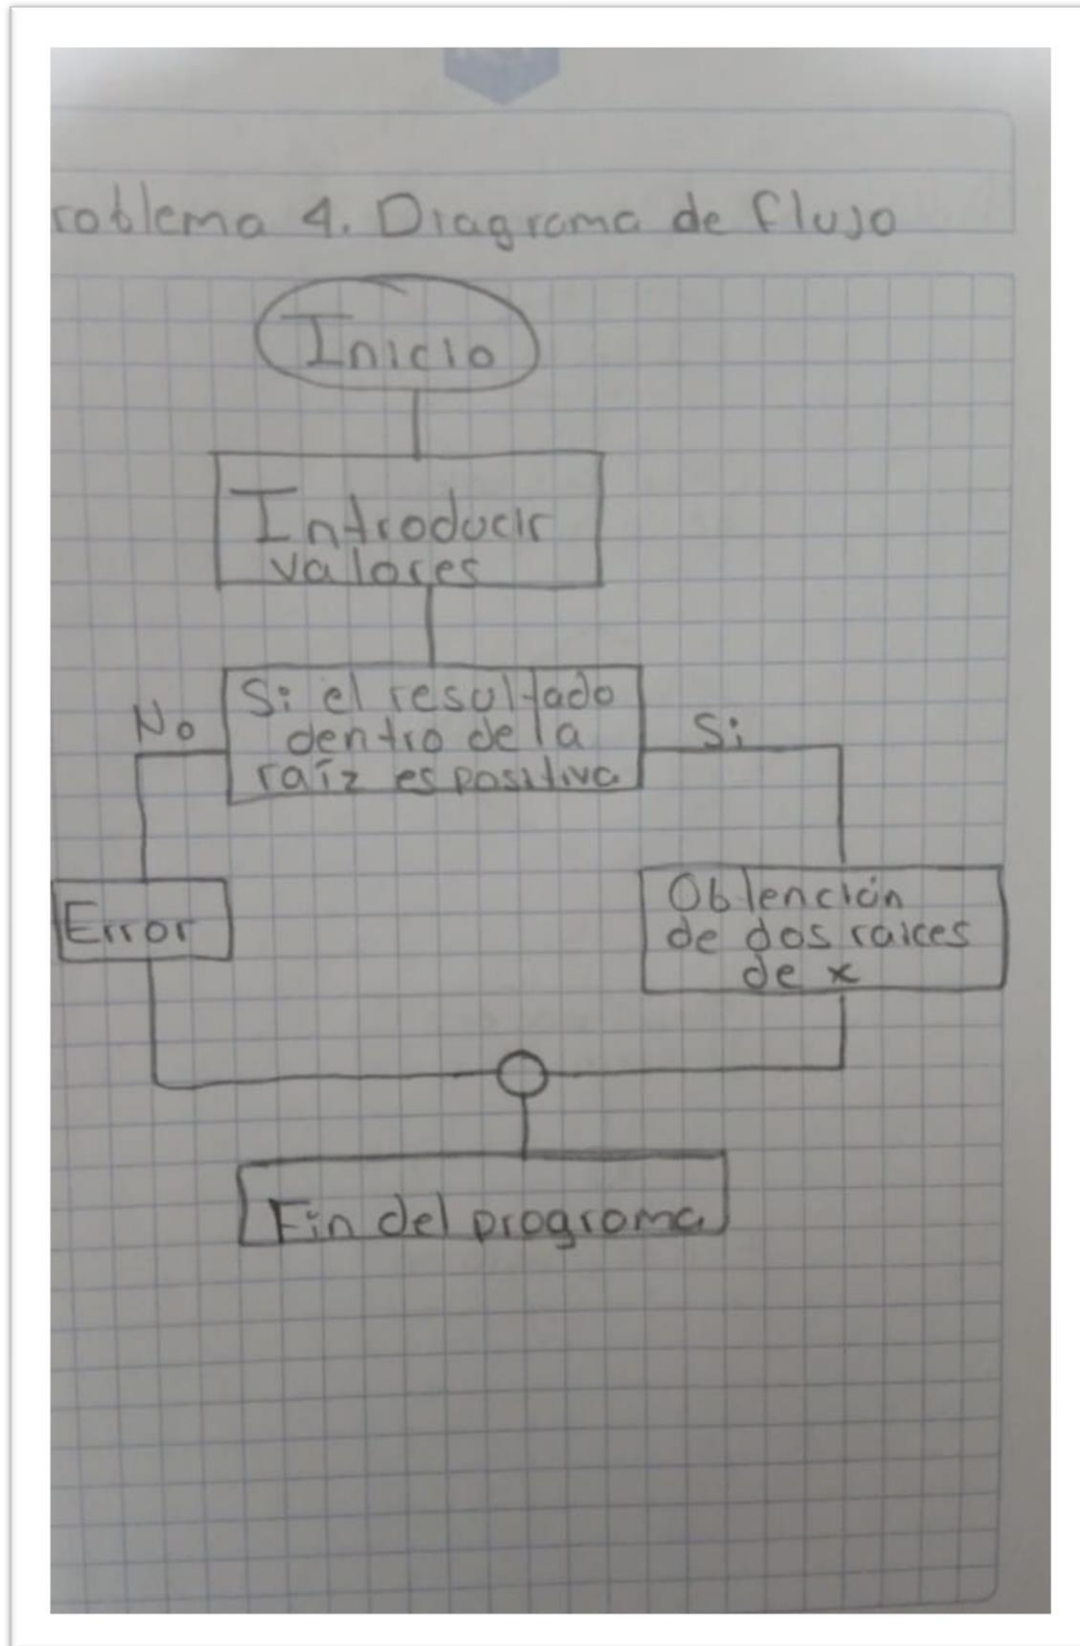 roblema 4. Diagrama de flujo
Inicio
Introducir
valores
Si el resultado
dentro de la
raíz es positiva
No
Si
Error
Obtención
de dos raices
de x
Fin del programa